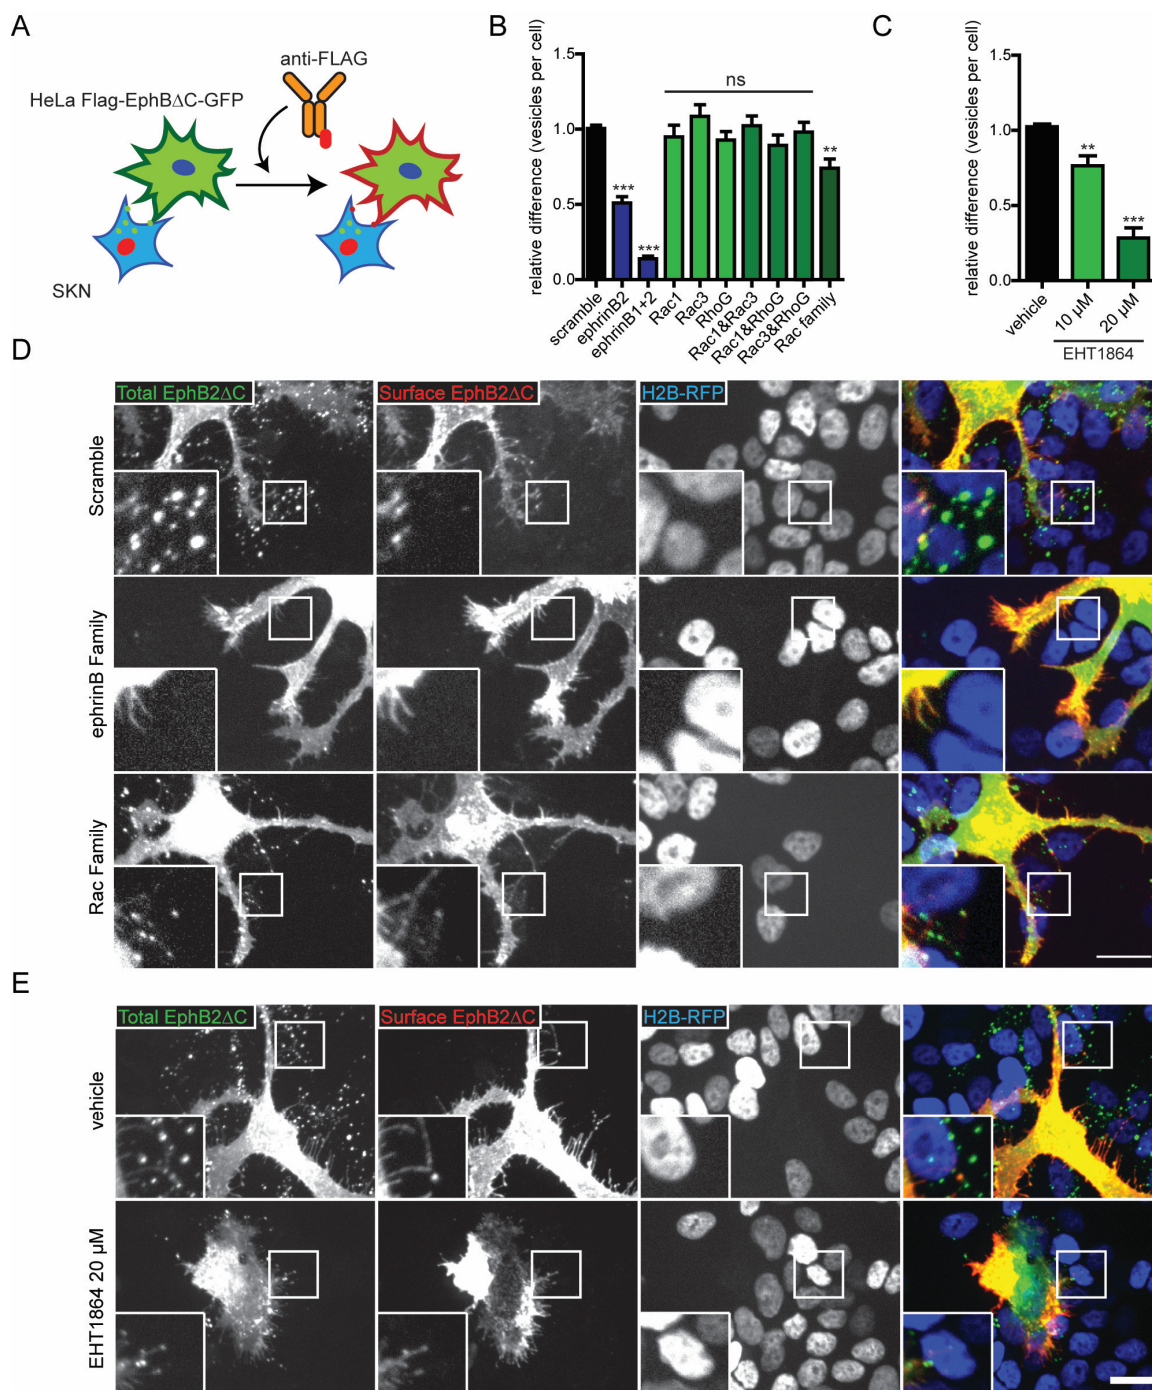 A
HeLa Flag-EphBΔC-GFP
anti-FLAG
SKN
B
relative difference (vesicles per cell)
1.5
1.0
0.5
0.0
ns
***
***
**
scramble
ephrinB2
ephrinB1+2
Rac1
Rac3
RhoG
Rac1&Rac3
Rac1&RhoG
Rac3&RhoG
Rac family
C
relative difference (vesicles per cell)
1.5
1.0
0.5
0.0
**
***
vehicle
10 µM
20 µM
EHT1864
D
Total EphB2ΔC
Surface EphB2ΔC
H2B-RFP
Scramble
ephrinB Family
Rac Family
E
Total EphB2ΔC
Surface EphB2ΔC
H2B-RFP
vehicle
EHT1864 20 µM